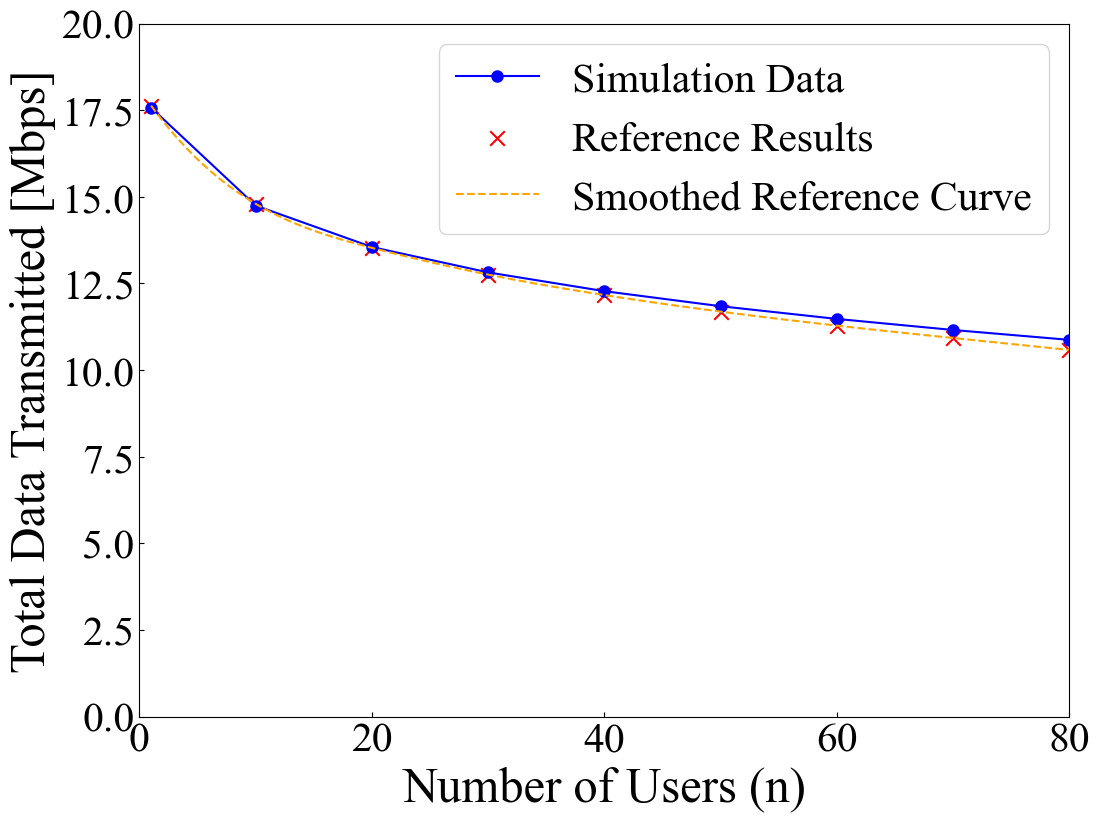 20.0
17.5
15.0
12.5
10.0
7.5
5.0
2.5
0.0
Total Data Transmitted [Mbps]
Simulation Data
Reference Results
Smoothed Reference Curve
0 20 40 60 80
Number of Users (n)